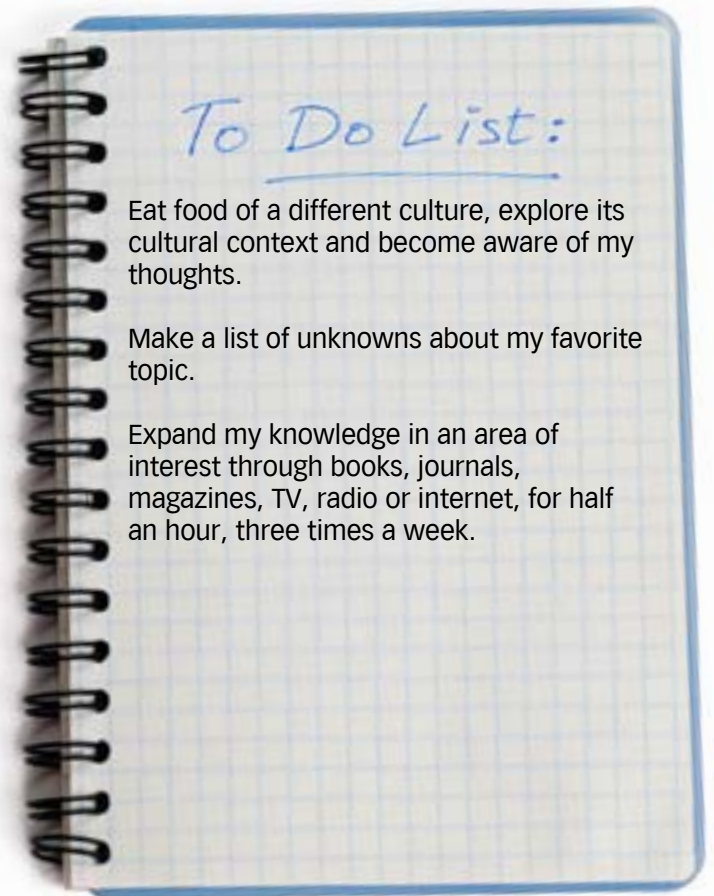 To Do List:
Eat food of a different culture, explore its
cultural context and become aware of my
thoughts.
Make a list of unknowns about my favorite
topic.
Expand my knowledge in an area of
interest through books, journals,
magazines, TV, radio or internet, for half
an hour, three times a week.